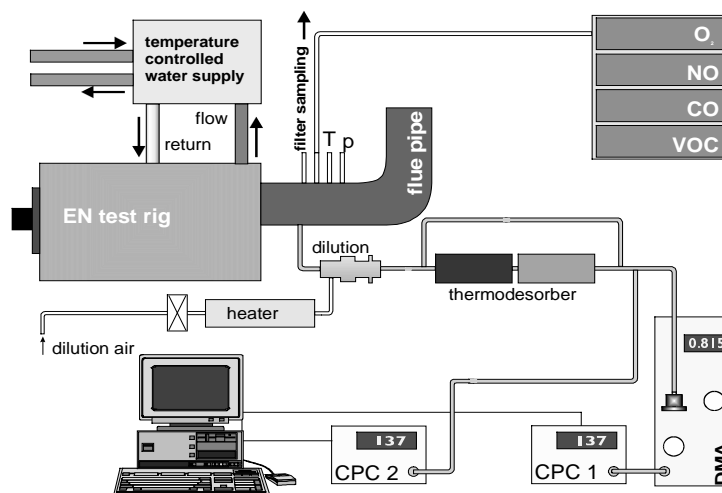 temperature
controlled
water supply
flow
return
filter sampling
T p
flue pipe
O2
NO
CO
VOC
EN test rig
dilution
thermodesorber
heater
dilution air
0.815
DMA
137
CPC 2
137
CPC 1